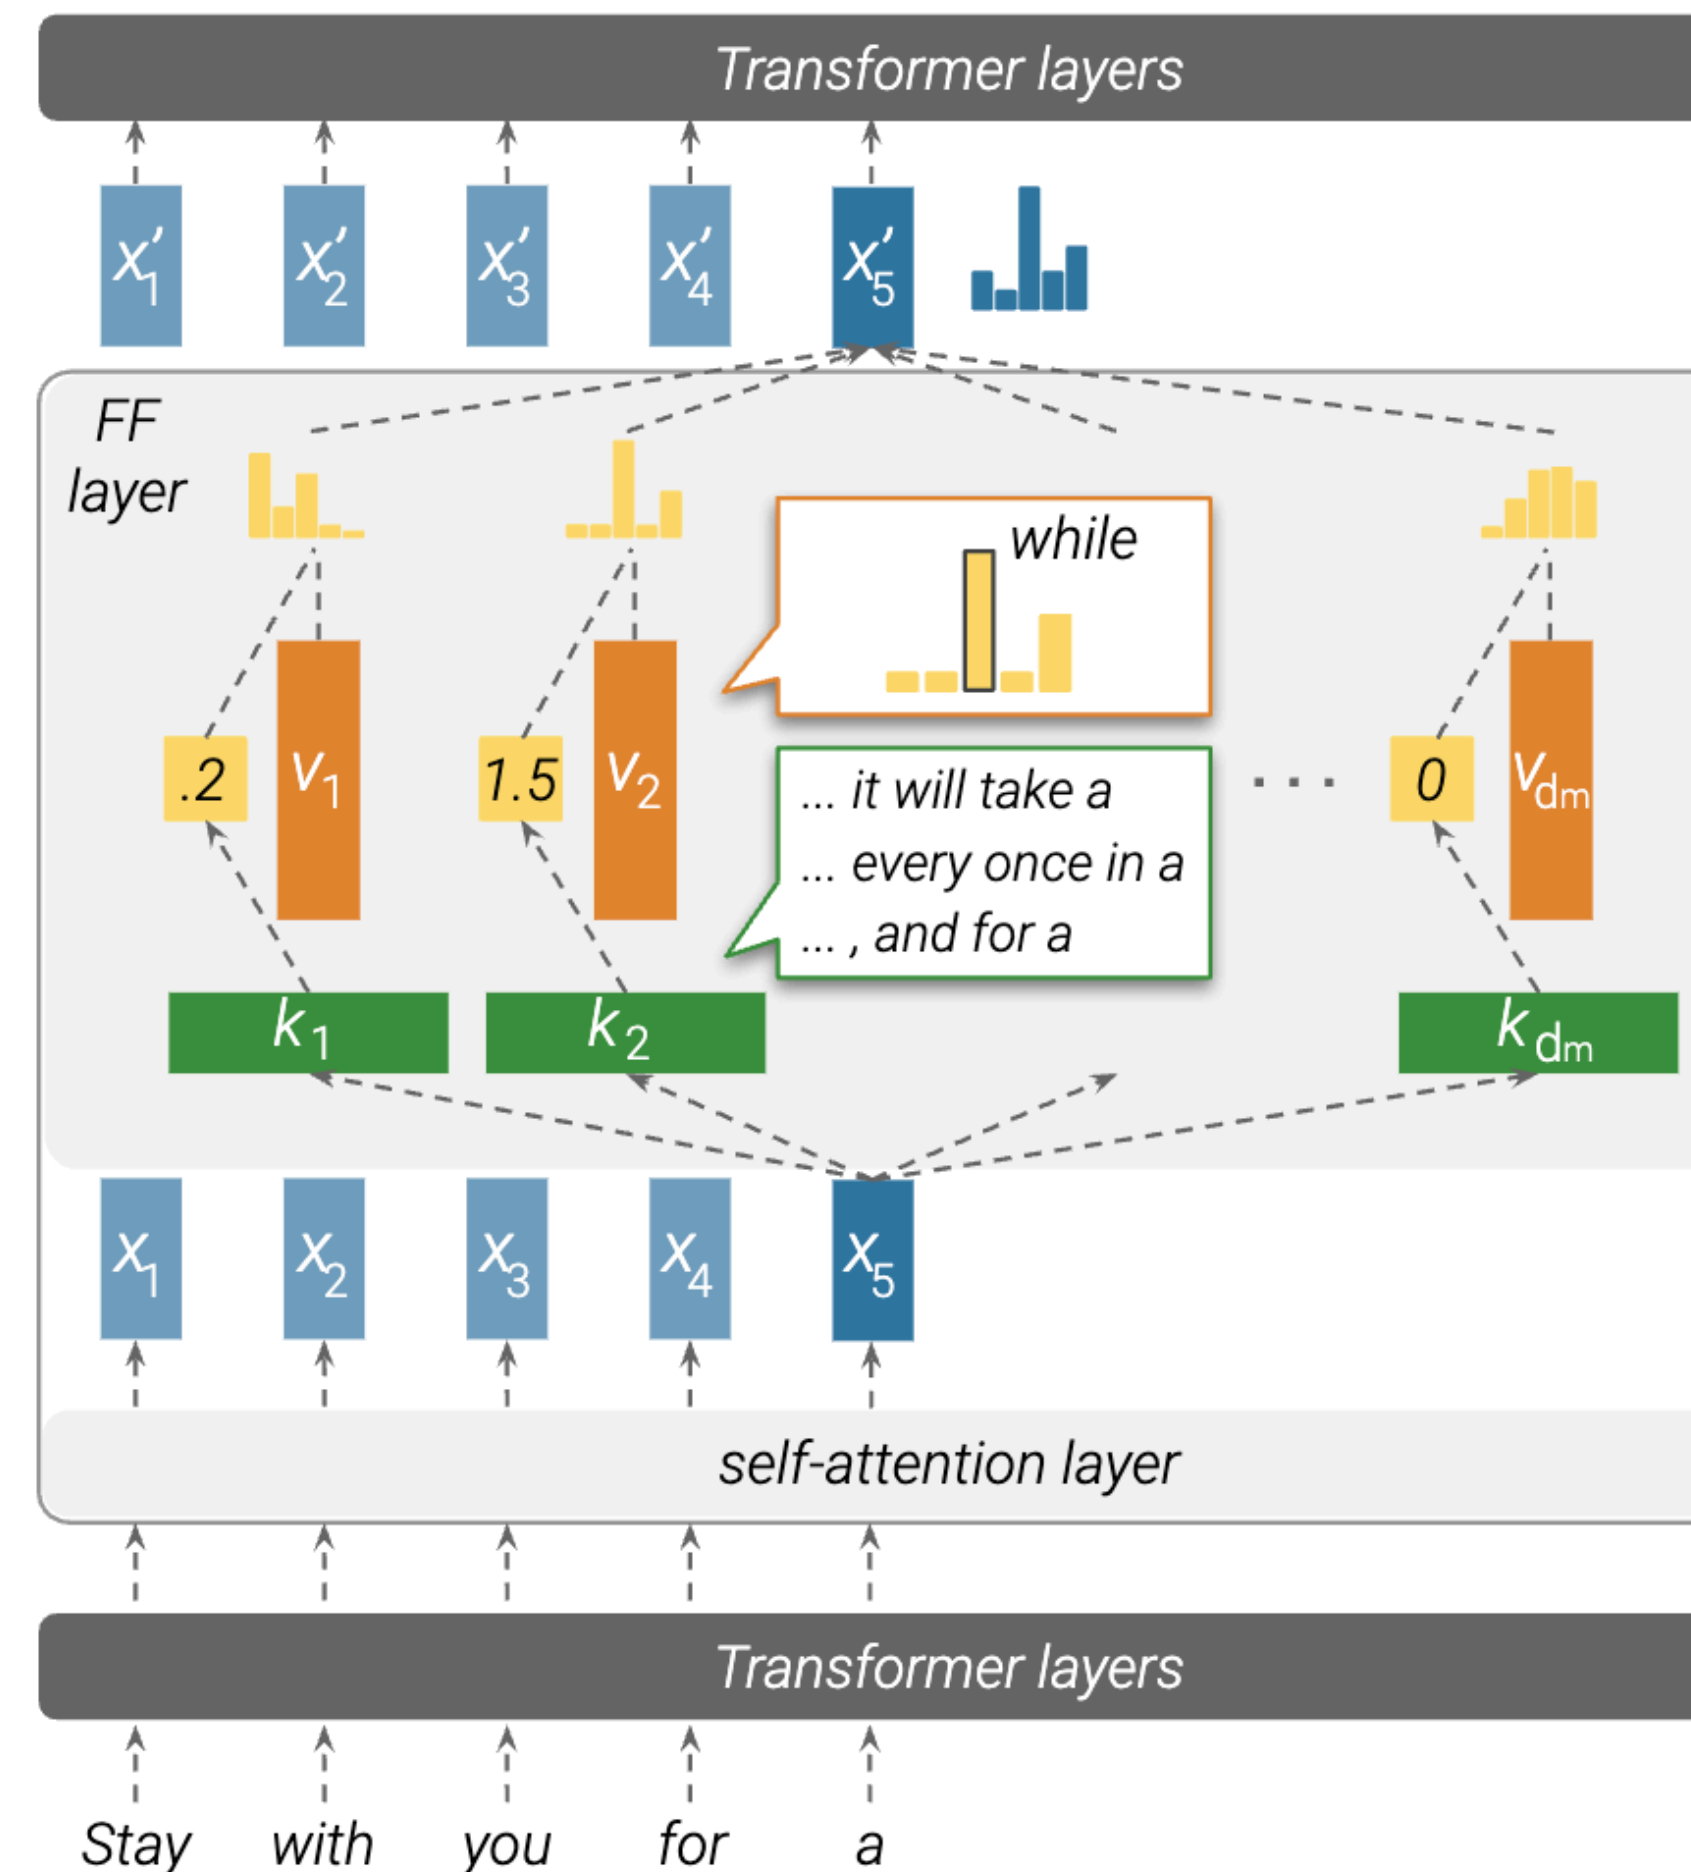 Transformer layers
x′1 x′2 x′3 x′4 x′5
FF
layer
while
.2 v1 1.5 v2 ... 0 vdm
... it will take a
... every once in a
... , and for a
k1 k2 kdm
x1 x2 x3 x4 x5
self-attention layer
Transformer layers
Stay with you for a